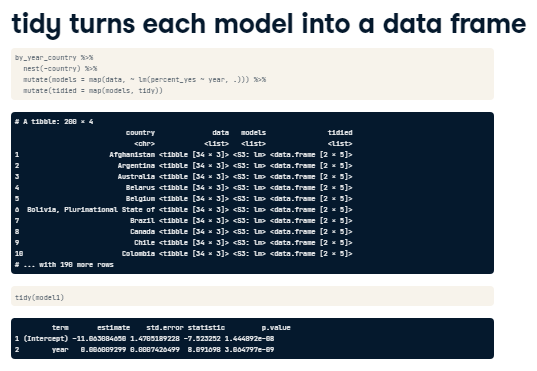 tidy turns each model into a data frame
by_year_country %>%
  nest(-country) %>%
  mutate(models = map(data, ~ lm(percent_yes ~ year, .))) %>%
  mutate(tidied = map(models, tidy))
# A tibble: 200 × 4
country data models tidied
<chr> <list> <list> <list>
1 Afghanistan <tibble [34 × 3]> <S3: lm> <data.frame [2 × 5]>
2 Argentina <tibble [34 × 3]> <S3: lm> <data.frame [2 × 5]>
3 Australia <tibble [34 × 3]> <S3: lm> <data.frame [2 × 5]>
4 Belarus <tibble [34 × 3]> <S3: lm> <data.frame [2 × 5]>
5 Belgium <tibble [34 × 3]> <S3: lm> <data.frame [2 × 5]>
6 Bolivia, Plurinational State of <tibble [34 × 3]> <S3: lm> <data.frame [2 × 5]>
7 Brazil <tibble [34 × 3]> <S3: lm> <data.frame [2 × 5]>
8 Canada <tibble [34 × 3]> <S3: lm> <data.frame [2 × 5]>
9 Chile <tibble [34 × 3]> <S3: lm> <data.frame [2 × 5]>
10 Colombia <tibble [34 × 3]> <S3: lm> <data.frame [2 × 5]>
# ... with 190 more rows
tidy(model1)
term estimate std.error statistic p.value
1 (Intercept) -11.063084650 1.4705189228 -7.523252 1.444892e-08
2 year 0.006009299 0.0007426499 8.091698 3.064797e-09